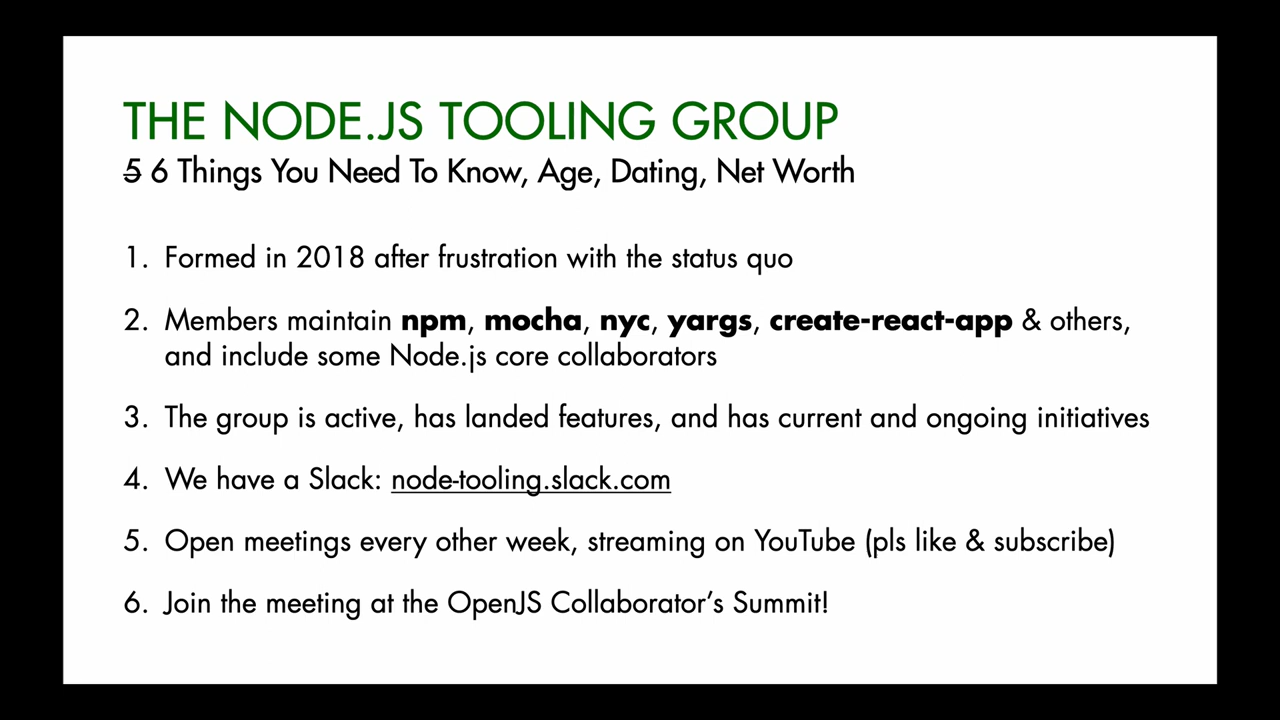 THE NODE.JS TOOLING GROUP
5 6 Things You Need To Know, Age, Dating, Net Worth
1. Formed in 2018 after frustration with the status quo
2. Members maintain npm, mocha, nyc, yargs, create-react-app & others,
and include some Node.js core collaborators
3. The group is active, has landed features, and has current and ongoing initiatives
4. We have a Slack: node-tooling.slack.com
5. Open meetings every other week, streaming on YouTube (pls like & subscribe)
6. Join the meeting at the OpenJS Collaborator’s Summit!